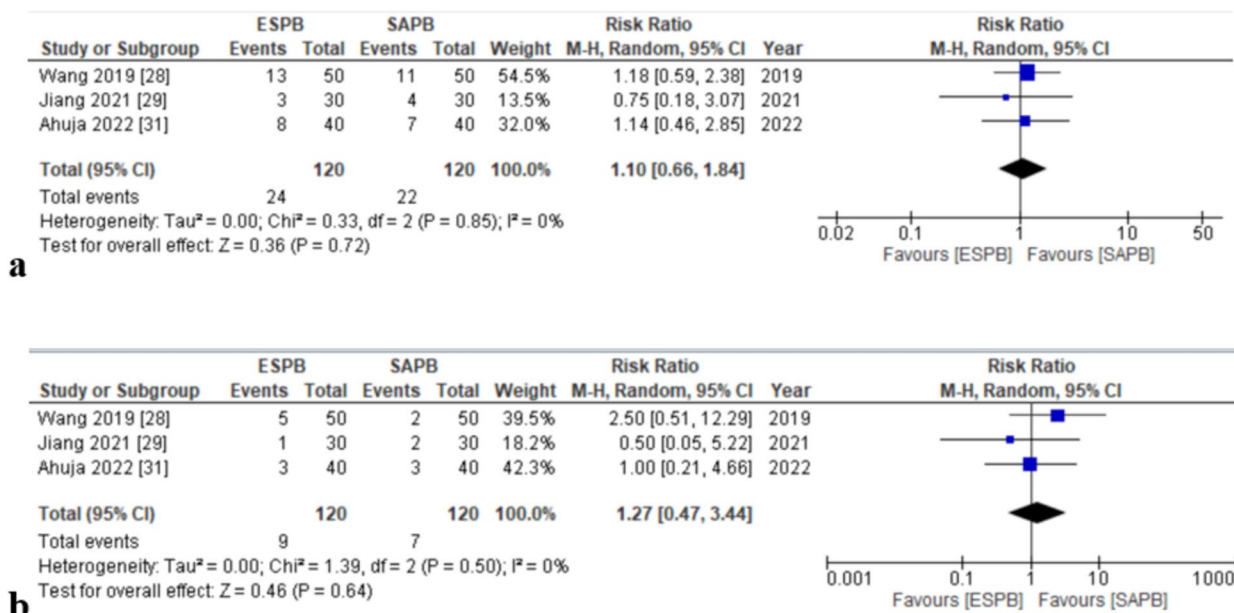 ESPB SAPB Risk Ratio Risk Ratio
Study or Subgroup Events Total Events Total Weight M-H, Random, 95% CI Year M-H, Random, 95% CI
Wang 2019 [28] 13 50 11 50 54.5% 1.18 [0.59, 2.38] 2019
Jiang 2021 [29] 3 30 4 30 13.5% 0.75 [0.18, 3.07] 2021
Ahuja 2022 [31] 8 40 7 40 32.0% 1.14 [0.46, 2.85] 2022
Total (95% CI) 120 120 100.0% 1.10 [0.66, 1.84]
Total events 24 22
Heterogeneity: Tau² = 0.00; Chi² = 0.33, df = 2 (P = 0.85); I² = 0%
Test for overall effect: Z = 0.36 (P = 0.72)
0.02 0.1 1 10 50
Favours [ESPB] Favours [SAPB]
a
ESPB SAPB Risk Ratio Risk Ratio
Study or Subgroup Events Total Events Total Weight M-H, Random, 95% CI Year M-H, Random, 95% CI
Wang 2019 [28] 5 50 2 50 39.5% 2.50 [0.51, 12.29] 2019
Jiang 2021 [29] 1 30 2 30 18.2% 0.50 [0.05, 5.22] 2021
Ahuja 2022 [31] 3 40 3 40 42.3% 1.00 [0.21, 4.66] 2022
Total (95% CI) 120 120 100.0% 1.27 [0.47, 3.44]
Total events 9 7
Heterogeneity: Tau² = 0.00; Chi² = 1.39, df = 2 (P = 0.50); I² = 0%
Test for overall effect: Z = 0.46 (P = 0.64)
0.001 0.1 1 10 1000
Favours [ESPB] Favours [SAPB]
b